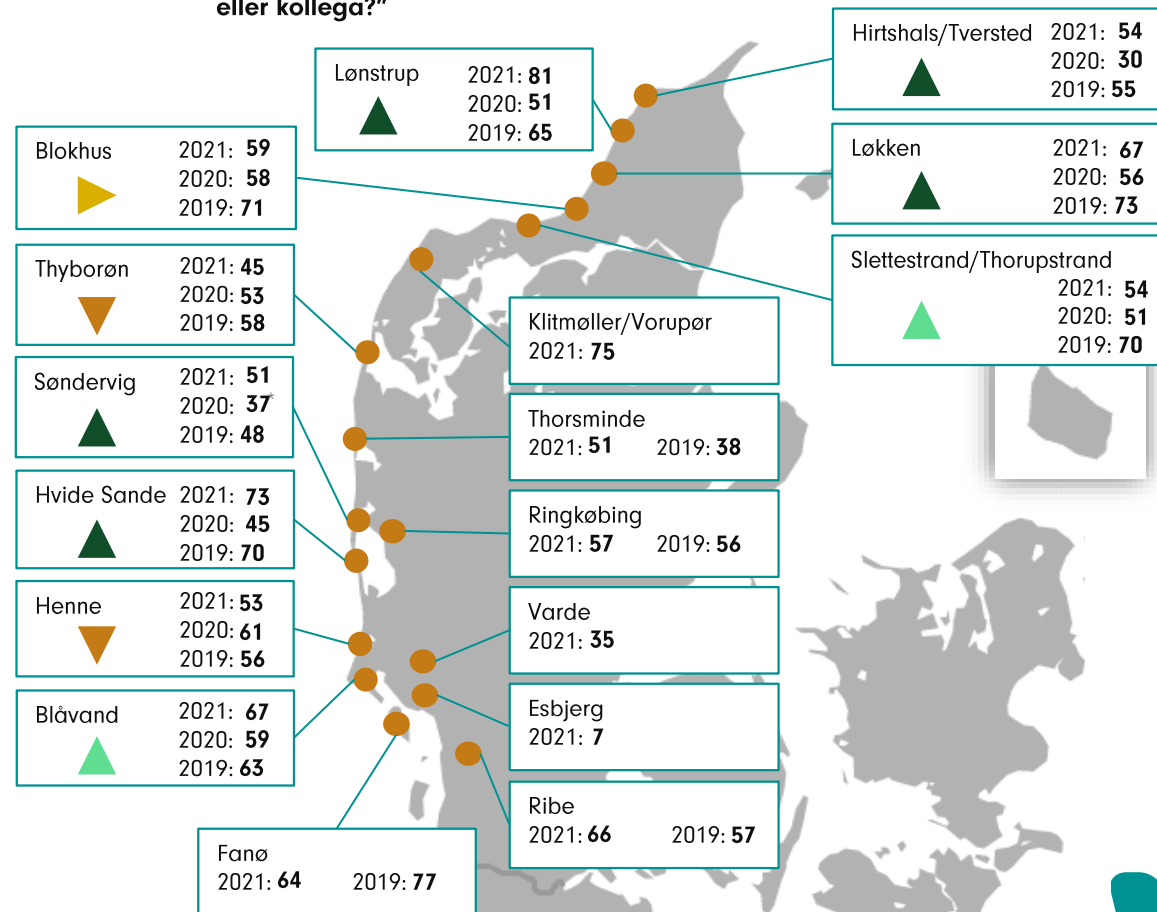 eller kollega?”
Lønstrup
2021: 81
2020: 51
2019: 65
Hirtshals/Tversted
2021: 54
2020: 30
2019: 55
Blokhus
2021: 59
2020: 58
2019: 71
Løkken
2021: 67
2020: 56
2019: 73
Thyborøn
2021: 45
2020: 53
2019: 58
Slettestrand/Thorupstrand
2021: 54
2020: 51
2019: 70
Klitmøller/Vorupør
2021: 75
Søndervig
2021: 51
2020: 37*
2019: 48
Thorsminde
2021: 51 2019: 38
Hvide Sande
2021: 73
2020: 45
2019: 70
Ringkøbing
2021: 57 2019: 56
Henne
2021: 53
2020: 61
2019: 56
Varde
2021: 35
Blåvand
2021: 67
2020: 59
2019: 63
Esbjerg
2021: 7
Ribe
2021: 66 2019: 57
Fanø
2021: 64 2019: 77